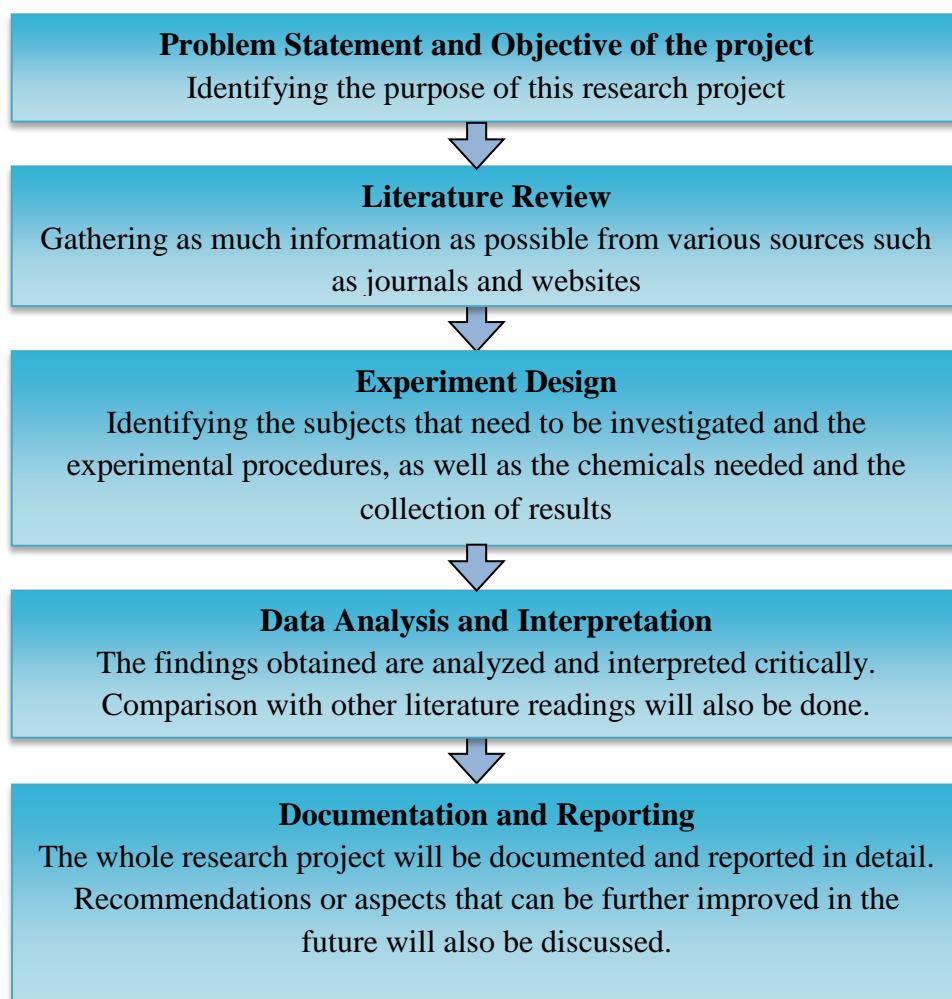 Problem Statement and Objective of the project
Identifying the purpose of this research project
Literature Review
Gathering as much information as possible from various sources such
as journals and websites
Experiment Design
Identifying the subjects that need to be investigated and the
experimental procedures, as well as the chemicals needed and the
collection of results
Data Analysis and Interpretation
The findings obtained are analyzed and interpreted critically.
Comparison with other literature readings will also be done.
Documentation and Reporting
The whole research project will be documented and reported in detail.
Recommendations or aspects that can be further improved in the
future will also be discussed.